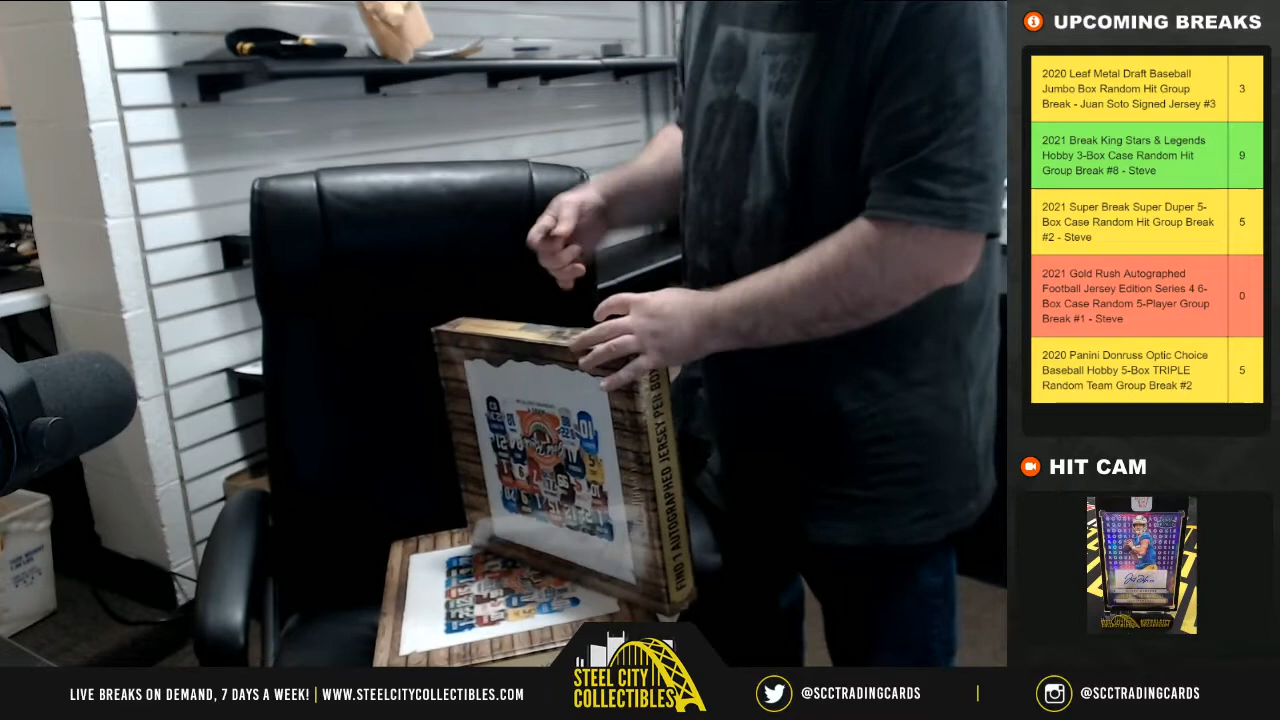 UPCOMING BREAKS
2020 Leaf Metal Draft Baseball
Jumbo Box Random Hit Group
Break - Juan Soto Signed Jersey #3
3
2021 Break King Stars & Legends
Hobby 3-Box Case Random Hit
Group Break #8 - Steve
9
2021 Super Break Super Duper 5-
Box Case Random Hit Group Break
#2 - Steve
5
2021 Gold Rush Autographed
Football Jersey Edition Series 4 6-
Box Case Random 5-Player Group
Break #1 - Steve
0
2020 Panini Donruss Optic Choice
Baseball Hobby 5-Box TRIPLE
Random Team Group Break #2
5
HIT CAM
FIND 1 AUTOGRAPHED JERSEY PER BOX
STEEL CITY
COLLECTIBLES
LIVE BREAKS ON DEMAND, 7 DAYS A WEEK! | WWW.STEELCITYCOLLECTIBLES.COM
@SCCTRADINGCARDS
|
@SCCTRADINGCARDS